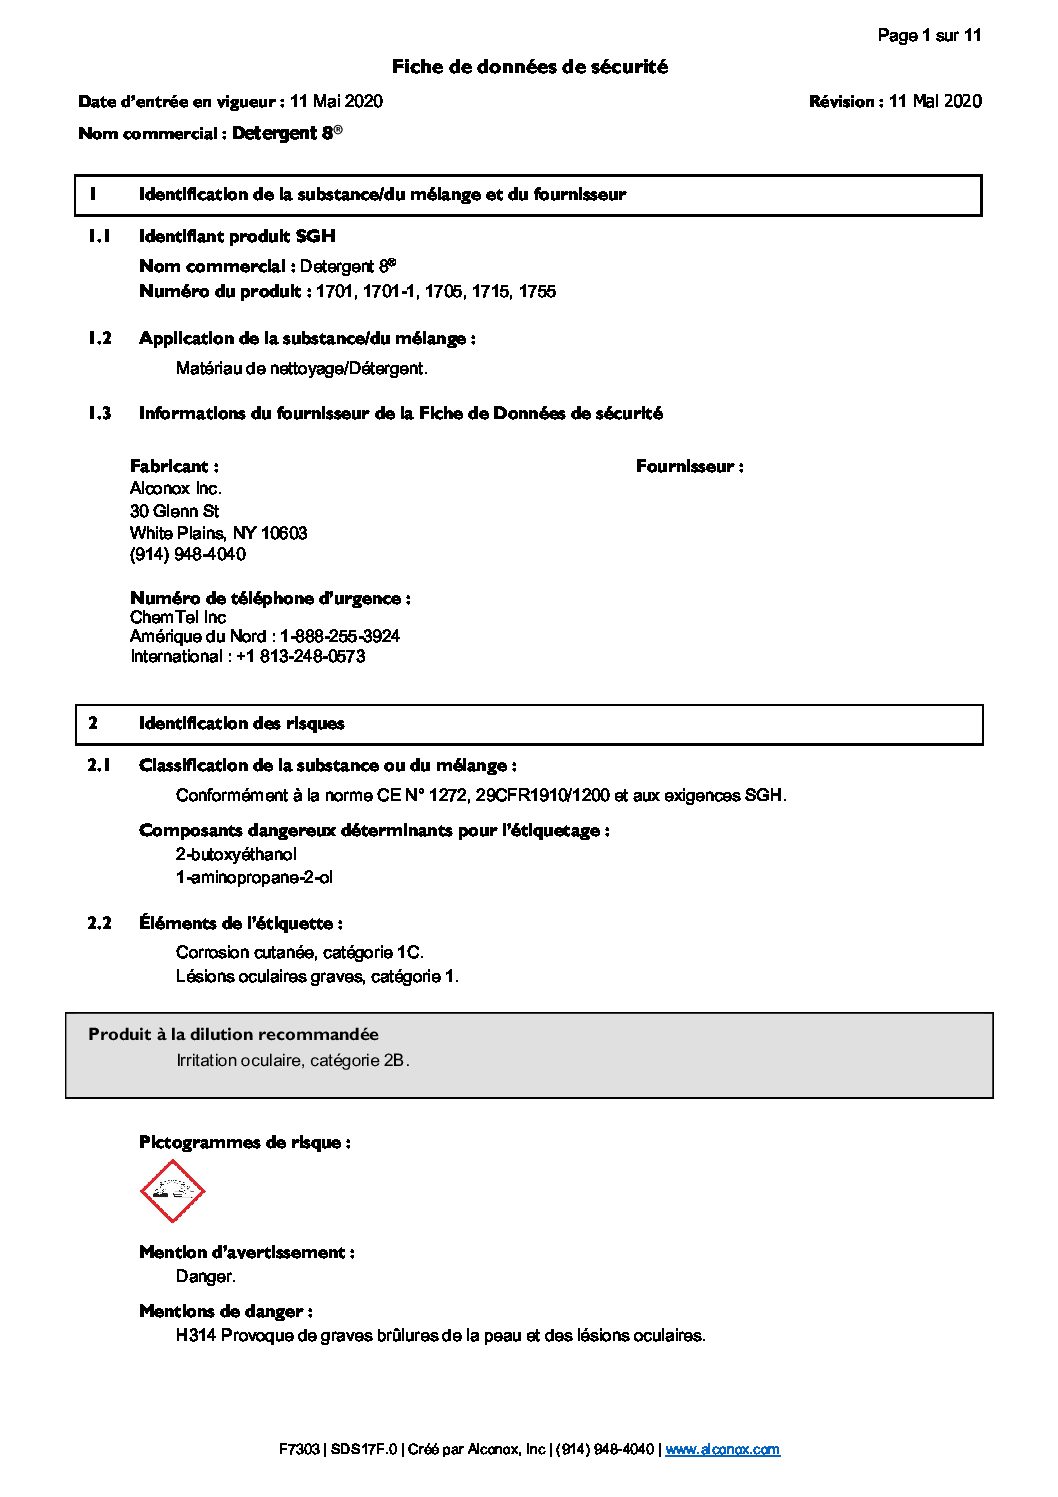 Page 1 sur 11
Fiche de données de sécurité
Date d'entrée en vigueur : 11 Mai 2020 Révision : 11 Mai 2020
Nom commercial : Detergent 8®
1 Identification de la substance/du mélange et du fournisseur
1.1 Identifiant produit SGH
Nom commercial : Detergent 8®
Numéro du produit : 1701, 1701-1, 1705, 1715, 1755
1.2 Application de la substance/du mélange :
Matériau de nettoyage/Détergent.
1.3 Informations du fournisseur de la Fiche de Données de sécurité
Fabricant : Fournisseur :
Alconox Inc.
30 Glenn St
White Plains, NY 10603
(914) 948-4040
Numéro de téléphone d'urgence :
ChemTel Inc
Amérique du Nord : 1-888-255-3924
International : +1 813-248-0573
2 Identification des risques
2.1 Classification de la substance ou du mélange :
Conformément à la norme CE N° 1272, 29CFR1910/1200 et aux exigences SGH.
Composants dangereux déterminants pour l'étiquetage :
2-butoxyéthanol
1-aminopropane-2-ol
2.2 Éléments de l'étiquette :
Corrosion cutanée, catégorie 1C.
Lésions oculaires graves, catégorie 1.
Produit à la dilution recommandée
Irritation oculaire, catégorie 2B.
Pictogrammes de risque :
Mention d'avertissement :
Danger.
Mentions de danger :
H314 Provoque de graves brûlures de la peau et des lésions oculaires.
F7303 | SDS17F.0 | Créé par Alconox, Inc | (914) 948-4040 | www.alconox.com